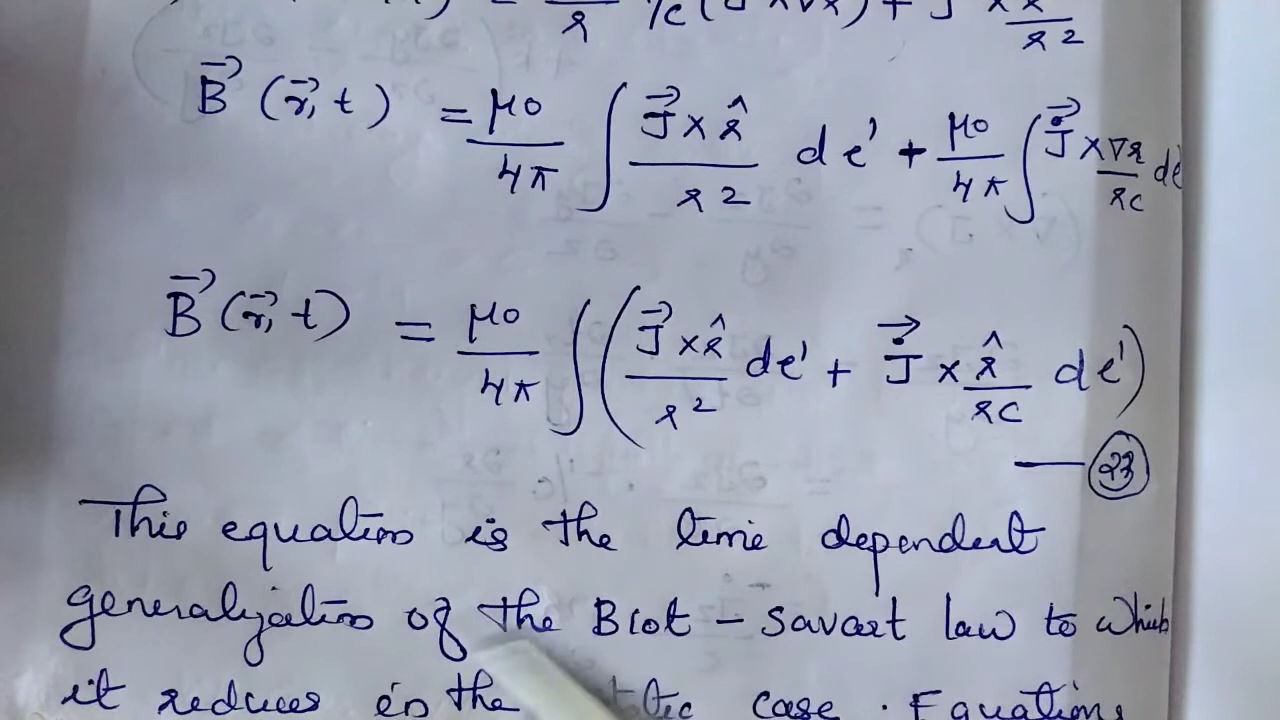 B⃗ (r⃗, t) = μ0/4π ∫ J⃗ × r̂ / r² dτ' + μ0/4π ∫ J̇⃗ × ∇r / rc dτ'
B⃗ (r⃗, t) = μ0/4π ∫ ( J⃗ × r̂ / r² dτ' + J̇⃗ × r̂ / rc dτ' )
— 23
This equation is the time dependent
generalization of the Biot - Savart law to which
it reduces in the case . Equations